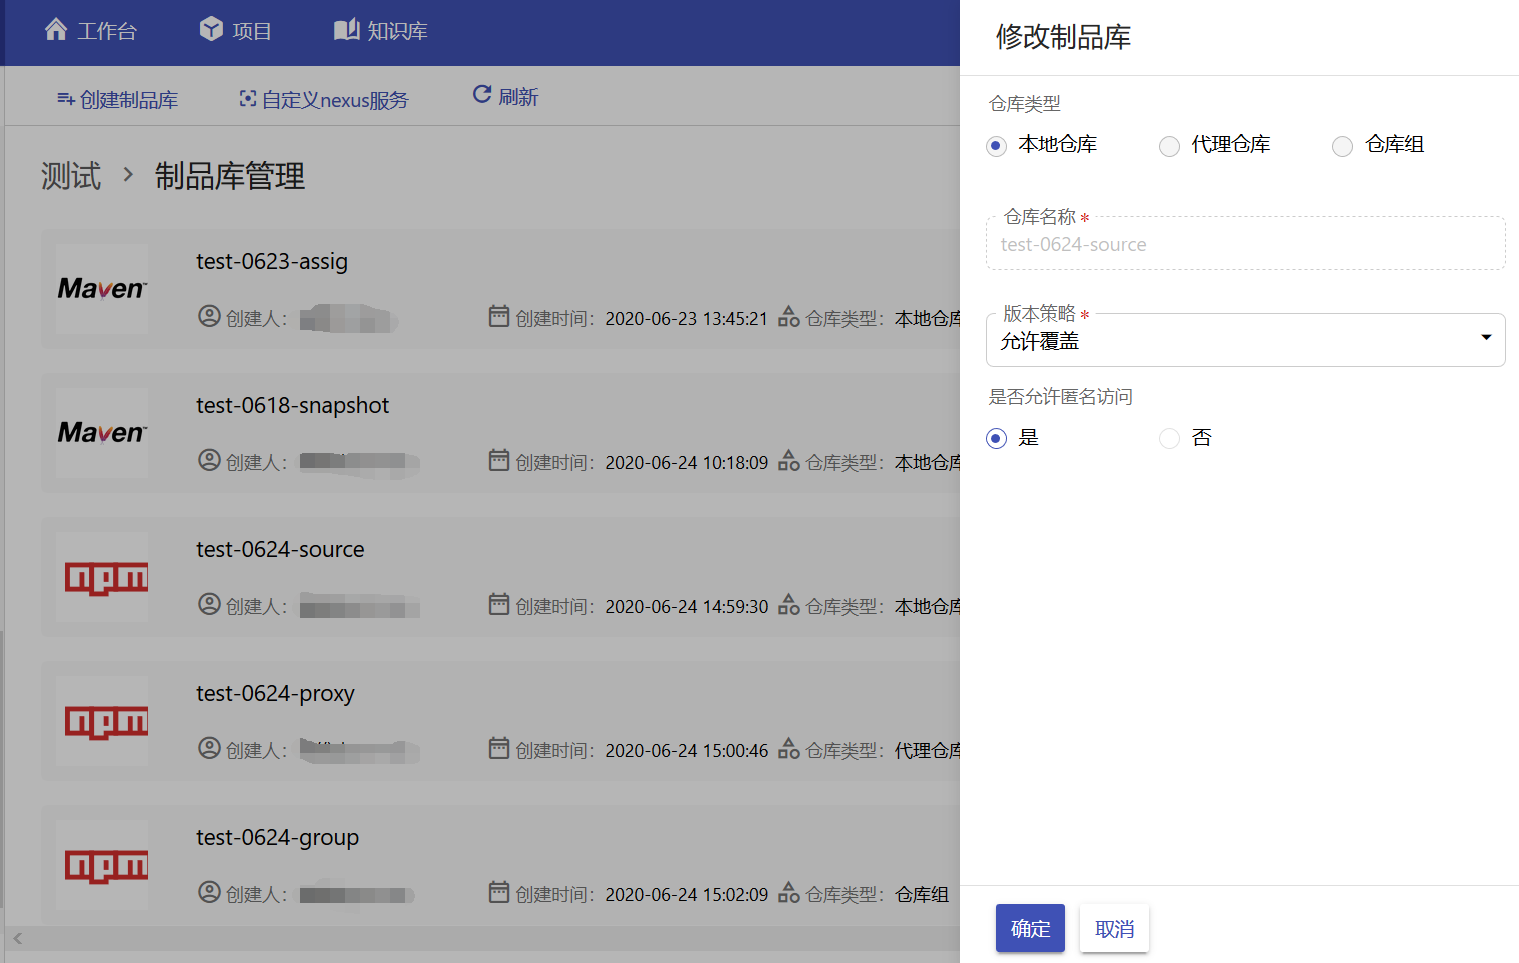 工作台 项目 知识库
创建制品库 自定义nexus服务 刷新
测试 > 制品库管理
Maven™
test-0623-assig
创建人： 创建时间：2020-06-23 13:45:21 仓库类型：本地仓库
Maven™
test-0618-snapshot
创建人： 创建时间：2020-06-24 10:18:09 仓库类型：本地仓库
npm
test-0624-source
创建人： 创建时间：2020-06-24 14:59:30 仓库类型：本地仓库
npm
test-0624-proxy
创建人： 创建时间：2020-06-24 15:00:46 仓库类型：代理仓库
npm
test-0624-group
创建人： 创建时间：2020-06-24 15:02:09 仓库类型：仓库组
修改制品库
仓库类型
本地仓库 代理仓库 仓库组
仓库名称 *
test-0624-source
版本策略 *
允许覆盖
是否允许匿名访问
是 否
确定 取消